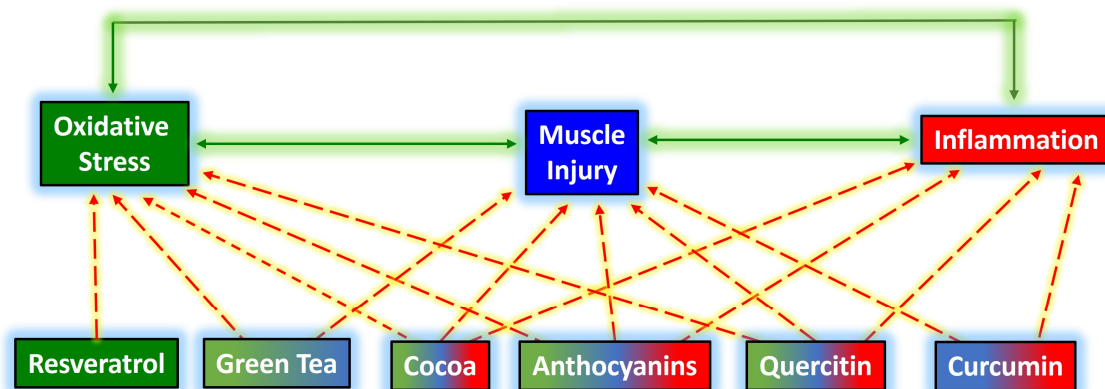 Oxidative
Stress
Muscle
Injury
Inflammation
Resveratrol
Green Tea
Cocoa
Anthocyanins
Quercitin
Curcumin